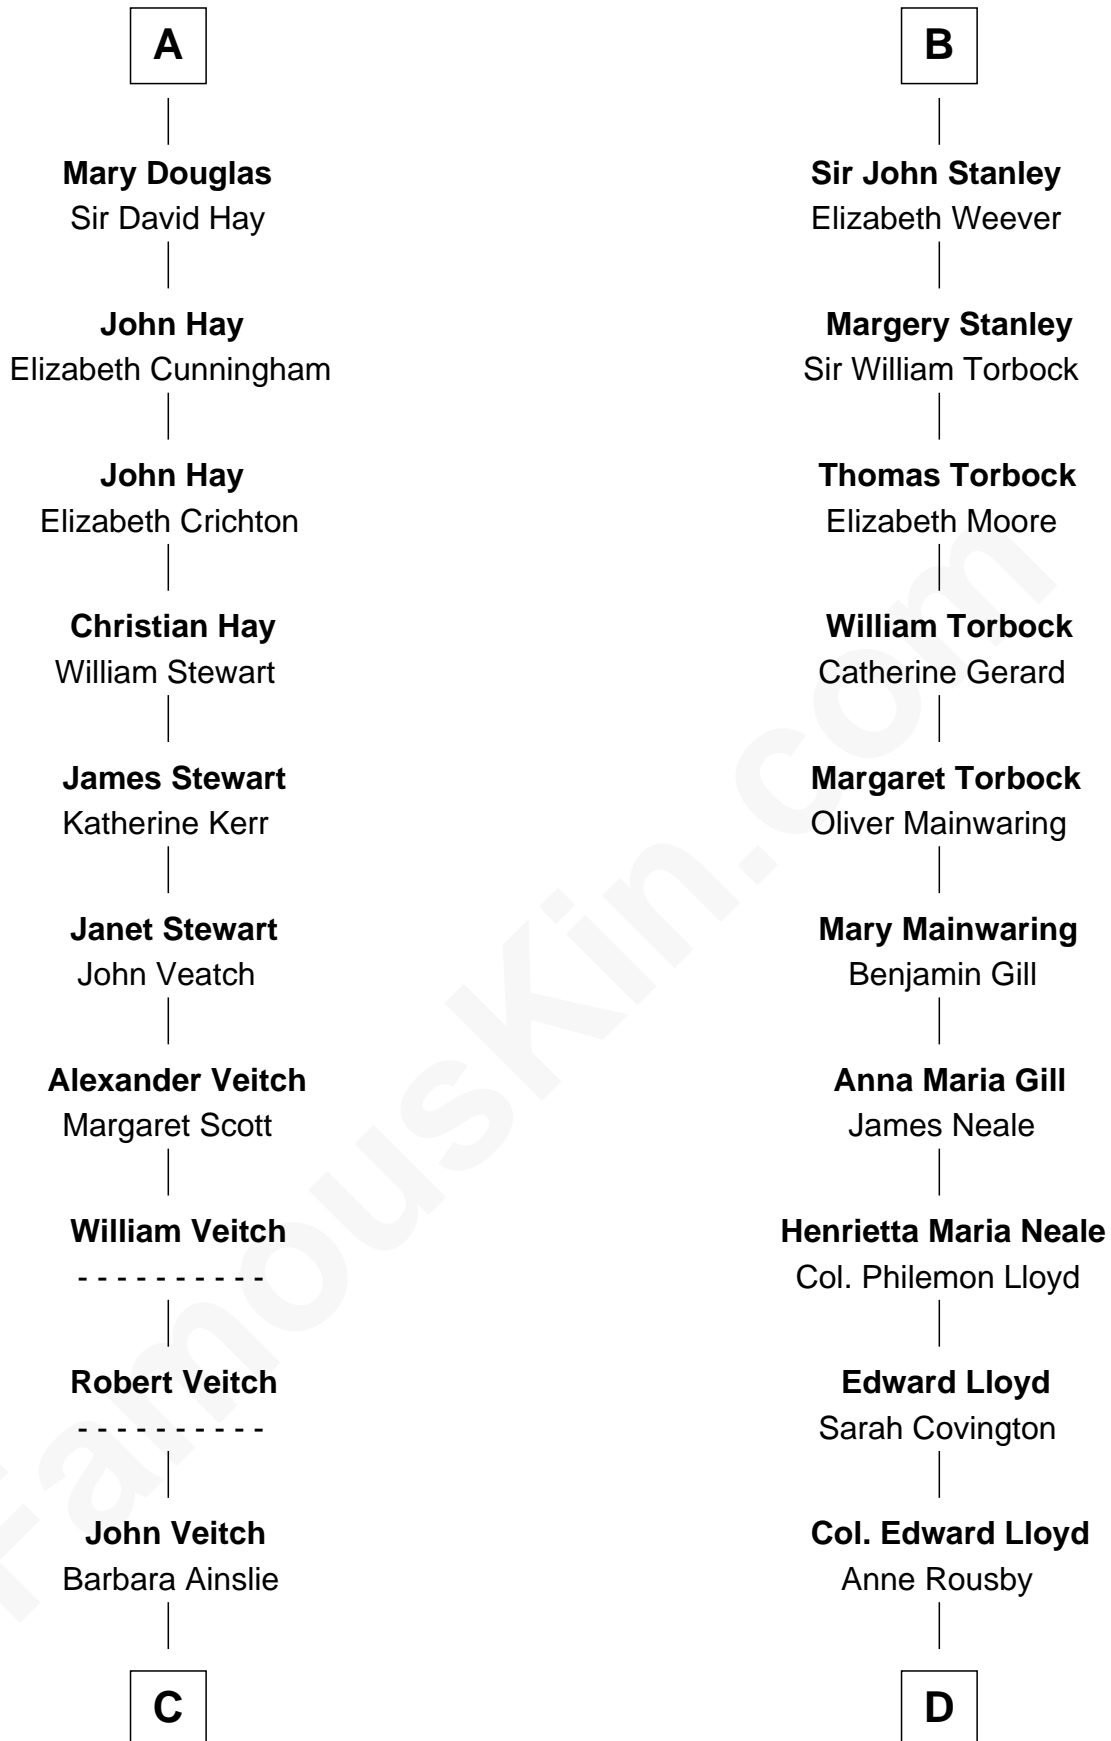 A
Mary Douglas
Sir David Hay
John Hay
Elizabeth Cunningham
John Hay
Elizabeth Crichton
Christian Hay
William Stewart
James Stewart
Katherine Kerr
Janet Stewart
John Veatch
Alexander Veitch
Margaret Scott
William Veitch
- - - - - - - - - -
Robert Veitch
- - - - - - - - - -
John Veitch
Barbara Ainslie
C
B
Sir John Stanley
Elizabeth Weever
Margery Stanley
Sir William Torbock
Thomas Torbock
Elizabeth Moore
William Torbock
Catherine Gerard
Margaret Torbock
Oliver Mainwaring
Mary Mainwaring
Benjamin Gill
Anna Maria Gill
James Neale
Henrietta Maria Neale
Col. Philemon Lloyd
Edward Lloyd
Sarah Covington
Col. Edward Lloyd
Anne Rousby
D
FamousKin.com